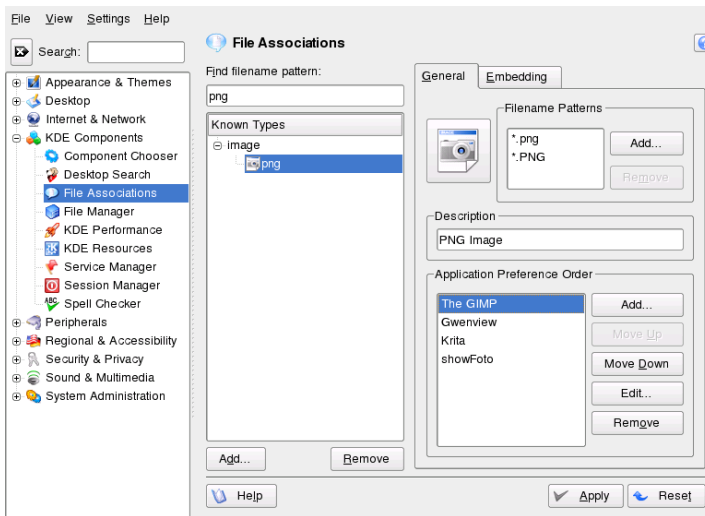 File View Settings Help
Search:
Appearance & Themes
Desktop
Internet & Network
KDE Components
Component Chooser
Desktop Search
File Associations
File Manager
KDE Performance
KDE Resources
Service Manager
Session Manager
Spell Checker
Peripherals
Regional & Accessibility
Security & Privacy
Sound & Multimedia
System Administration
File Associations
Find filename pattern:
png
Known Types
image
png
Add...
Remove
General
Embedding
Filename Patterns
*.png
*.PNG
Add...
Remove
Description
PNG Image
Application Preference Order
The GIMP
Gwenview
Krita
showFoto
Add...
Move Up
Move Down
Edit...
Remove
Help
Apply
Reset